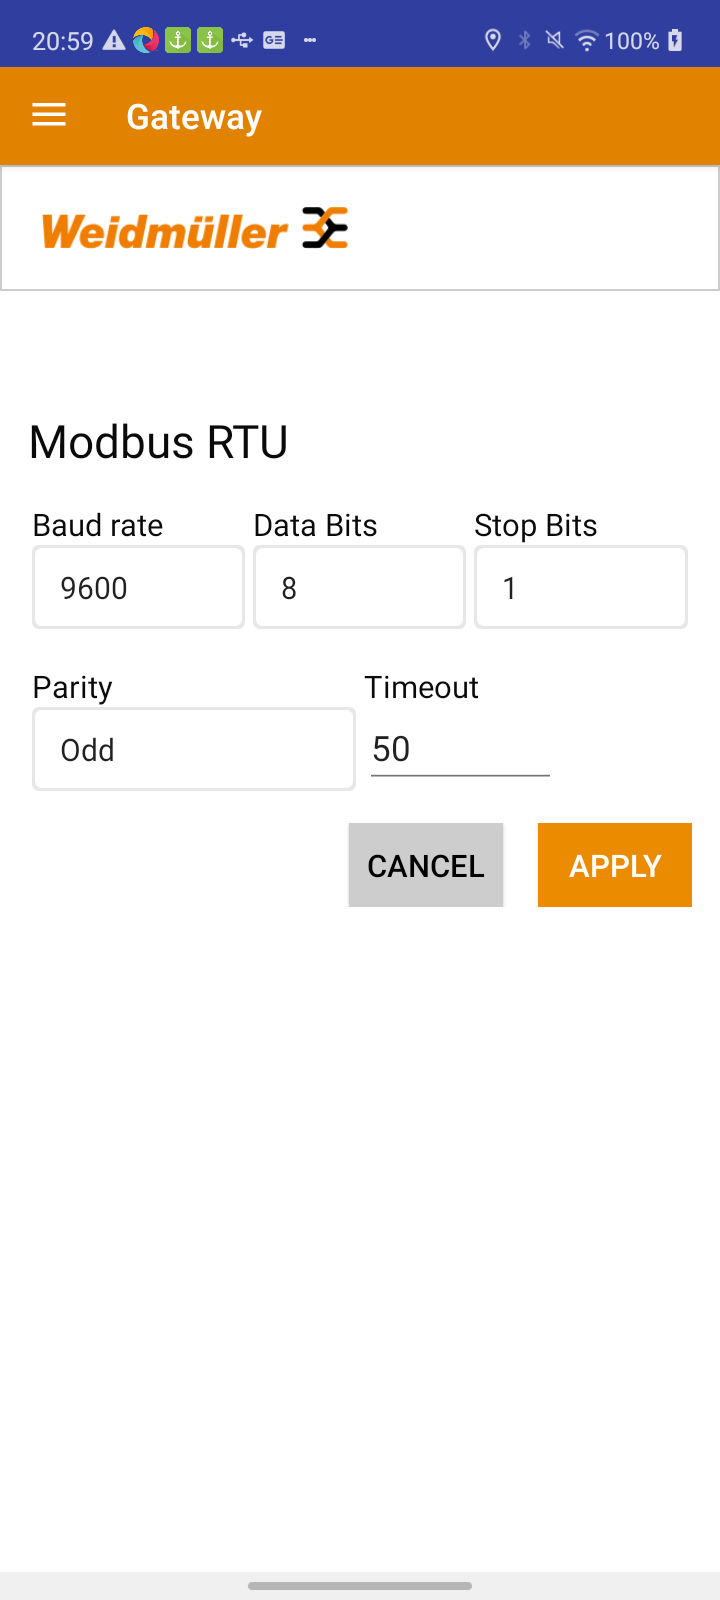 20:59 100%
Gateway
Weidmüller
Modbus RTU
Baud rate Data Bits Stop Bits
9600 8 1
Parity Timeout
Odd 50
CANCEL APPLY